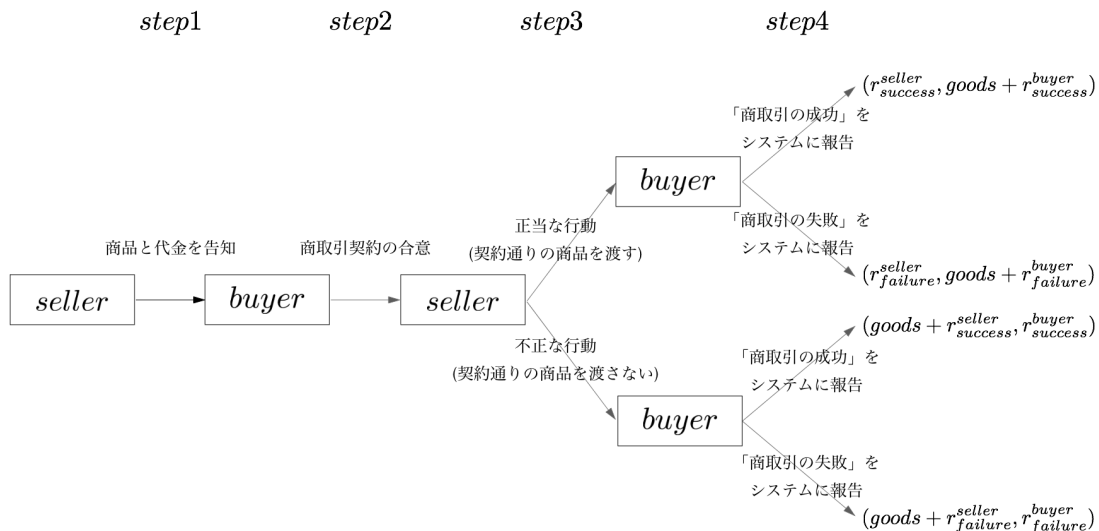 step1 step2 step3 step4
(r^{seller}_{success}, goods + r^{buyer}_{success})
「商取引の成功」を
システムに報告
buyer
正当な行動
(契約通りの商品を渡す)
「商取引の失敗」を
システムに報告
商品と代金を告知
商取引契約の合意
(r^{seller}_{failure}, goods + r^{buyer}_{failure})
seller
buyer
seller
(goods + r^{seller}_{success}, r^{buyer}_{success})
不正な行動
(契約通りの商品を渡さない)
「商取引の成功」を
システムに報告
buyer
「商取引の失敗」を
システムに報告
(goods + r^{seller}_{failure}, r^{buyer}_{failure})